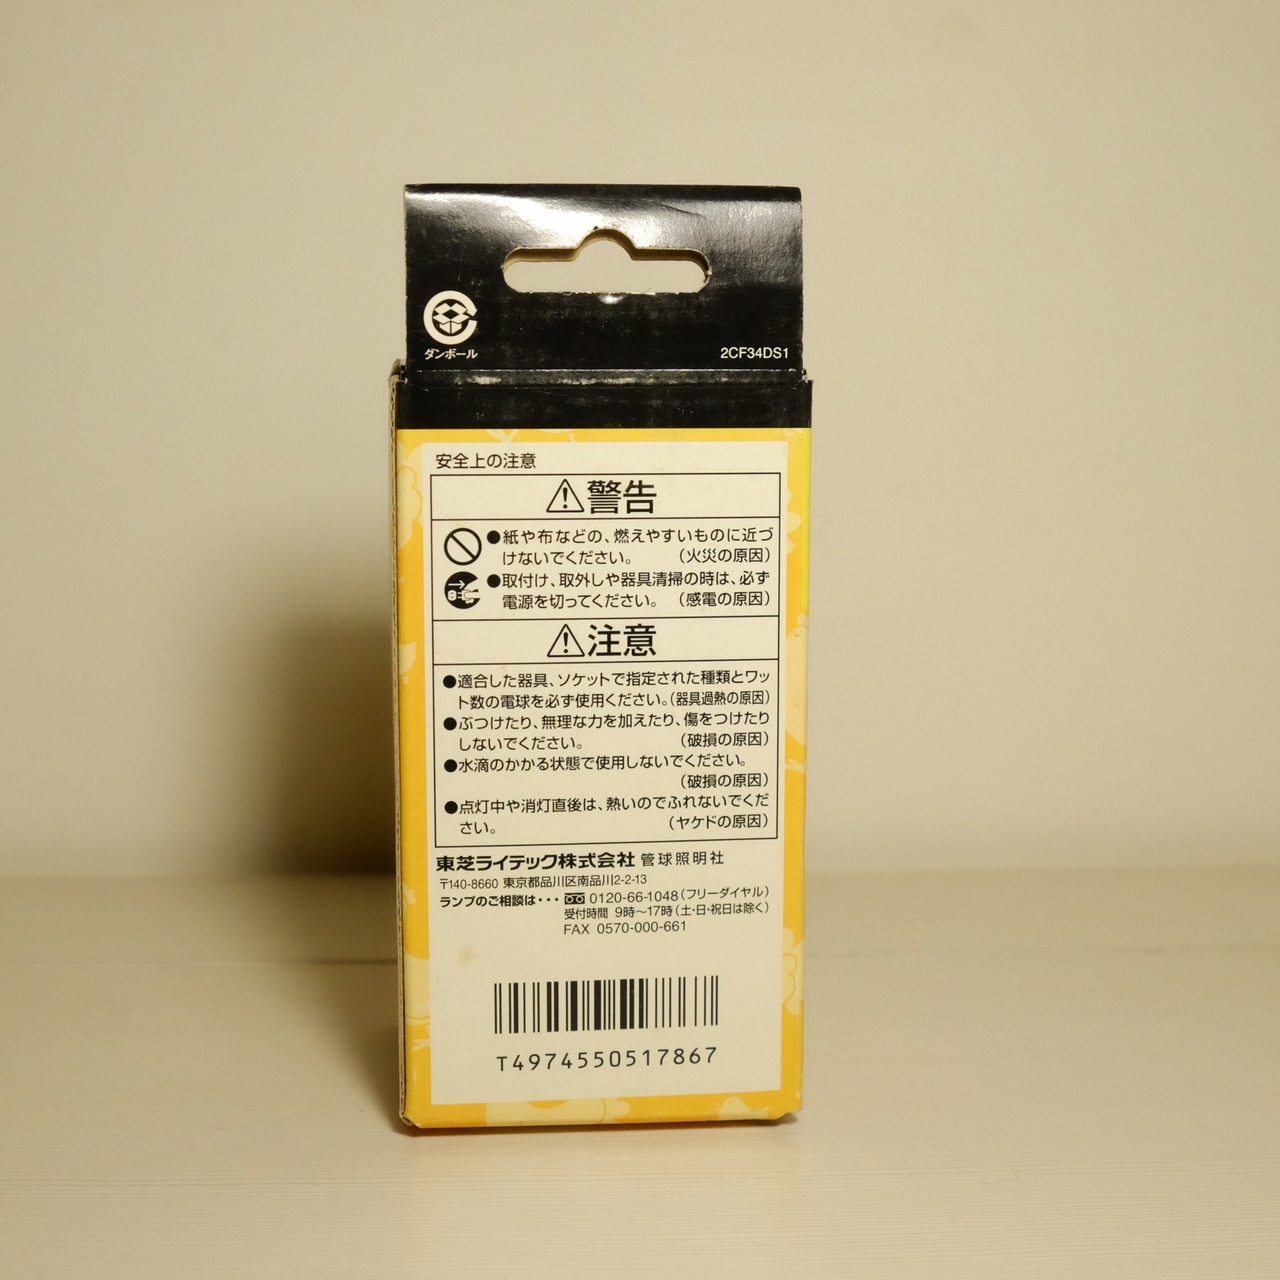 ダンボール
2CF34DS1
安全上の注意
警告
●紙や布などの、燃えやすいものに近づ
けないでください。 (火災の原因)
●取付け、取外しや器具清掃の時は、必ず
電源を切ってください。 (感電の原因)
注意
●適合した器具、ソケットで指定された種類とワッ
ト数の電球を必ず使用ください。(器具過熱の原因)
●ぶつけたり、無理な力を加えたり、傷をつけたり
しないでください。 (破損の原因)
●水滴のかかる状態で使用しないでください。
(破損の原因)
●点灯中や消灯直後は、熱いのでふれないでくだ
さい。 (ヤケドの原因)
東芝ライテック株式会社 管球照明社
〒140-8660 東京都品川区南品川2-2-13
ランプのご相談は・・・ 0120-66-1048(フリーダイヤル)
受付時間 9時～17時(土・日・祝日は除く)
FAX 0570-000-661
T4974550517867